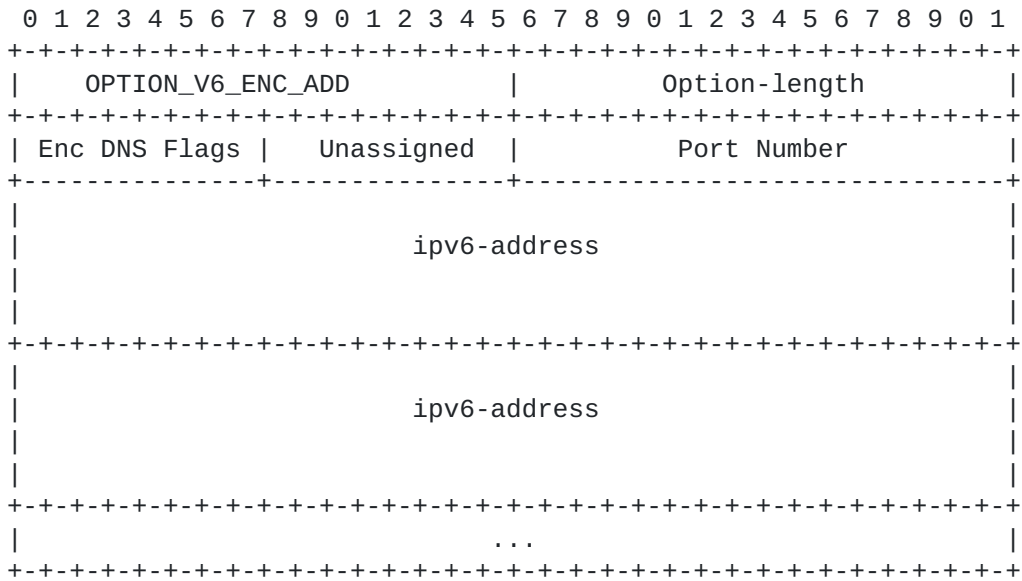 0 1 2 3 4 5 6 7 8 9 0 1 2 3 4 5 6 7 8 9 0 1 2 3 4 5 6 7 8 9 0 1
+-+-+-+-+-+-+-+-+-+-+-+-+-+-+-+-+-+-+-+-+-+-+-+-+-+-+-+-+-+-+-+-+
|    OPTION_V6_ENC_ADD          |         Option-length         |
+-+-+-+-+-+-+-+-+-+-+-+-+-+-+-+-+-+-+-+-+-+-+-+-+-+-+-+-+-+-+-+-+
| Enc DNS Flags |   Unassigned  |          Port Number          |
+---------------+---------------+-------------------------------+
|                                                               |
|                         ipv6-address                          |
|                                                               |
|                                                               |
+-+-+-+-+-+-+-+-+-+-+-+-+-+-+-+-+-+-+-+-+-+-+-+-+-+-+-+-+-+-+-+-+
|                                                               |
|                         ipv6-address                          |
|                                                               |
|                                                               |
+-+-+-+-+-+-+-+-+-+-+-+-+-+-+-+-+-+-+-+-+-+-+-+-+-+-+-+-+-+-+-+-+
|                              ...                              |
+-+-+-+-+-+-+-+-+-+-+-+-+-+-+-+-+-+-+-+-+-+-+-+-+-+-+-+-+-+-+-+-+